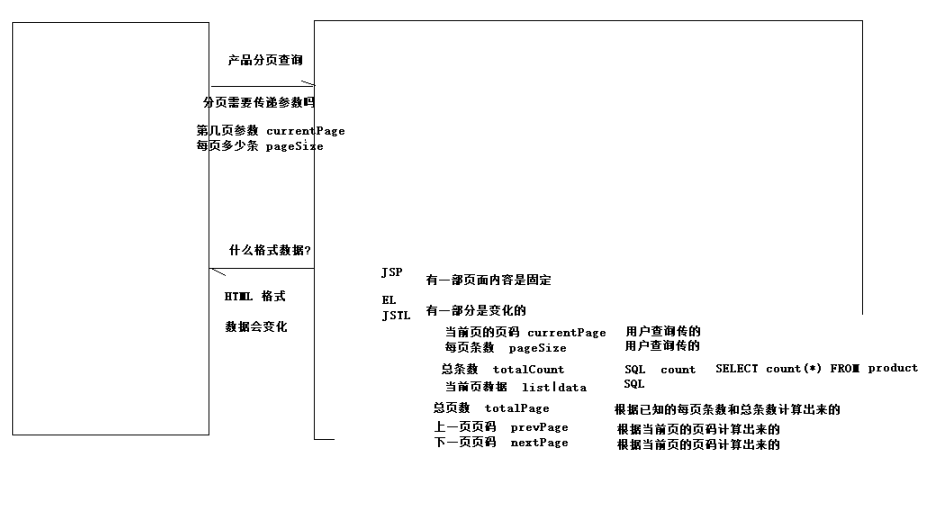 产品分页查询
分页需要传递参数吗
第几页参数 currentPage
每页多少条 pageSize
什么格式数据?
HTML 格式
数据会变化
JSP
有一部页面内容是固定
EL
JSTL
有一部分是变化的
当前页的页码 currentPage 用户查询传的
每页条数 pageSize 用户查询传的
总条数 totalCount SQL count SELECT count(*) FROM product
当前页数据 list|data SQL
总页数 totalPage 根据已知的每页条数和总条数计算出来的
上一页页码 prevPage 根据当前页的页码计算出来的
下一页页码 nextPage 根据当前页的页码计算出来的